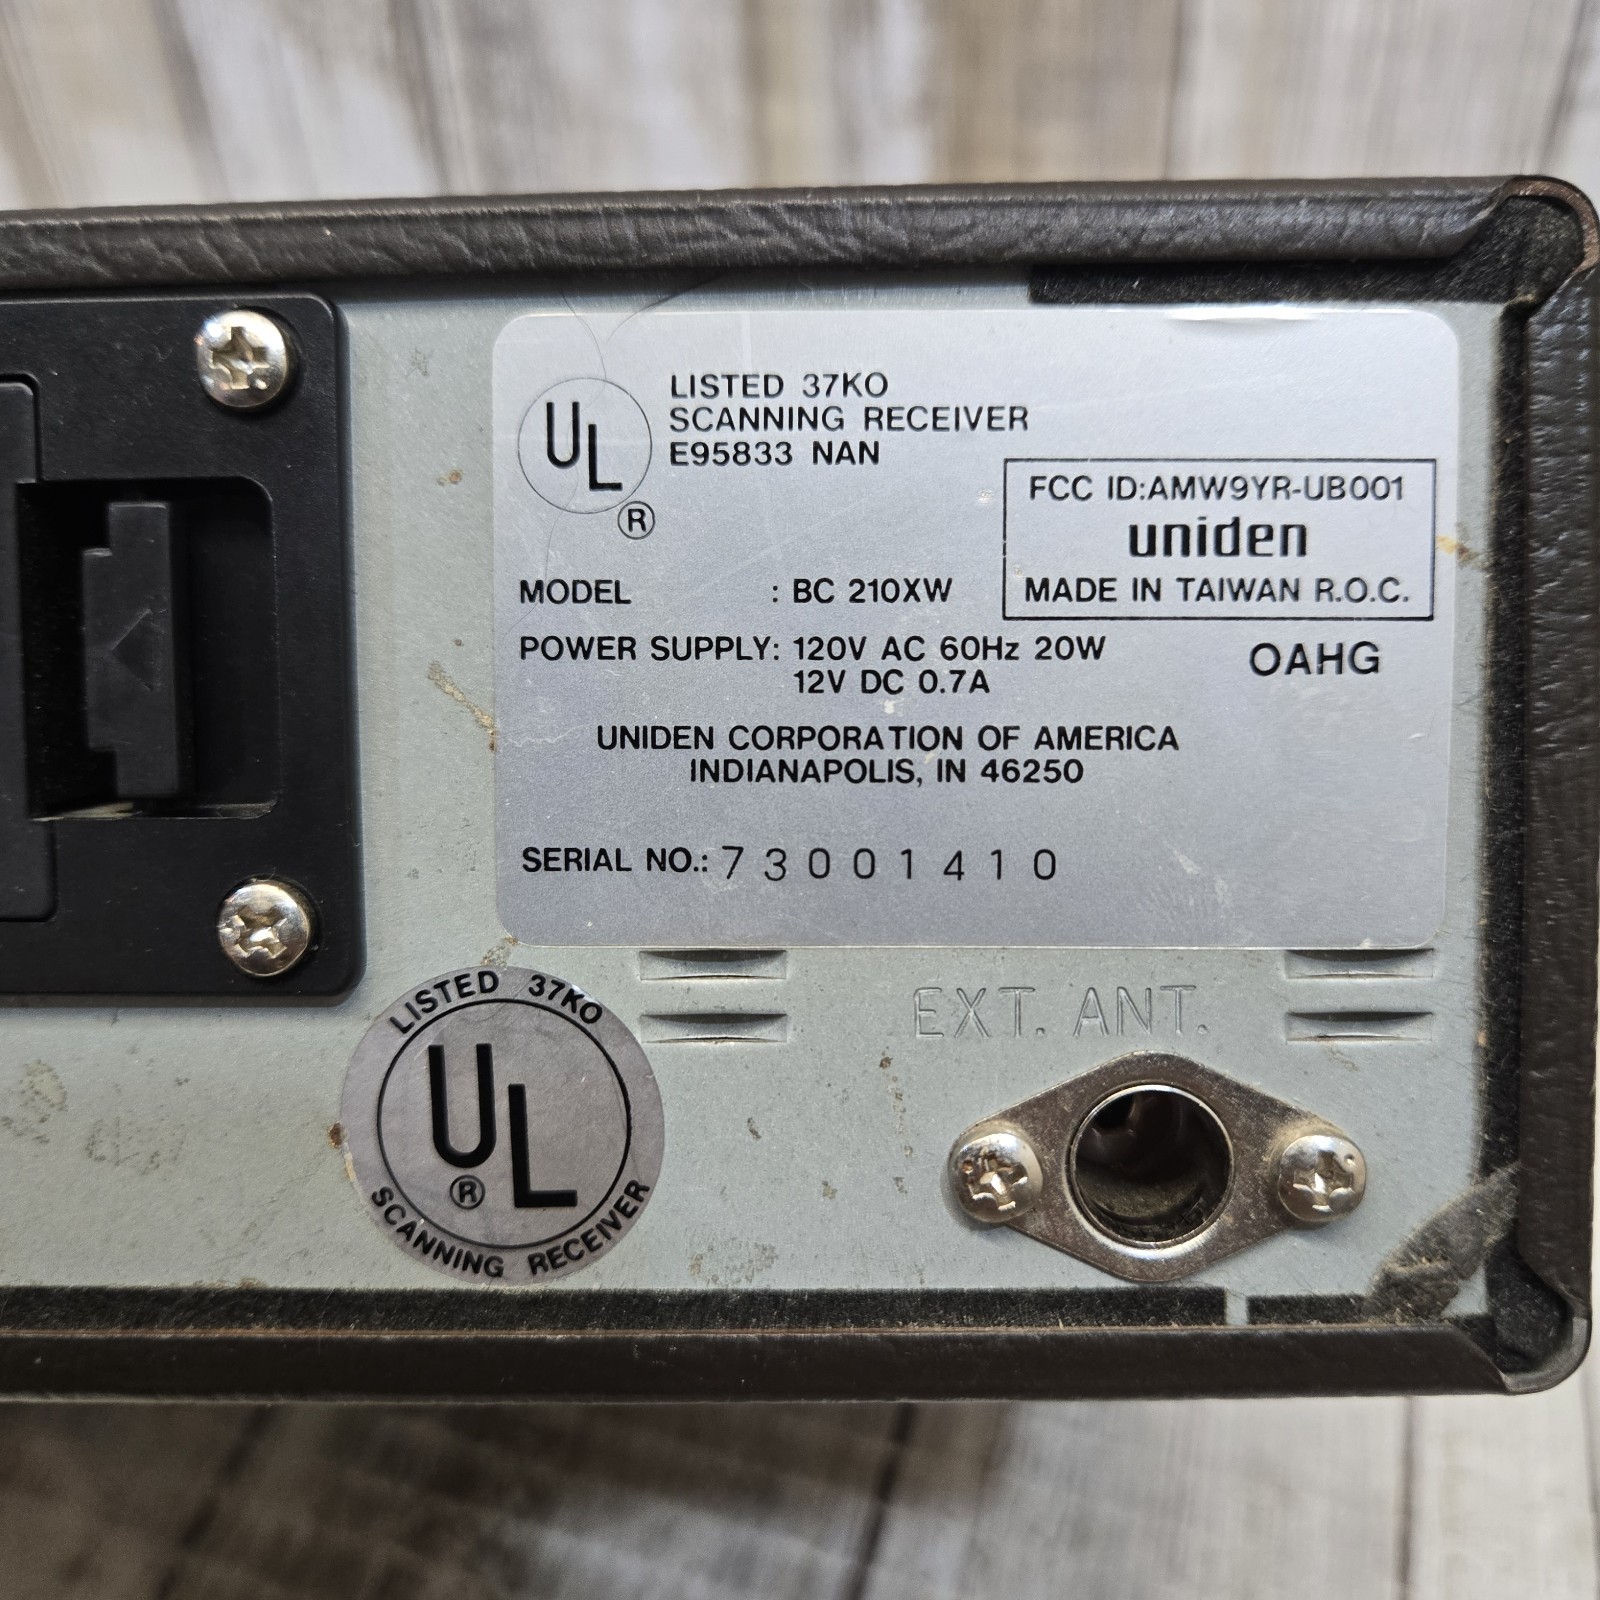 UL
®
LISTED 37KO
SCANNING RECEIVER
E95833 NAN
FCC ID:AMW9YR-UB001
uniden
MADE IN TAIWAN R.O.C.
MODEL : BC 210XW
POWER SUPPLY: 120V AC 60Hz 20W
12V DC 0.7A
OAHG
UNIDEN CORPORATION OF AMERICA
INDIANAPOLIS, IN 46250
SERIAL NO.: 73001410
LISTED 37KO
UL
®
SCANNING RECEIVER
EXT. ANT.